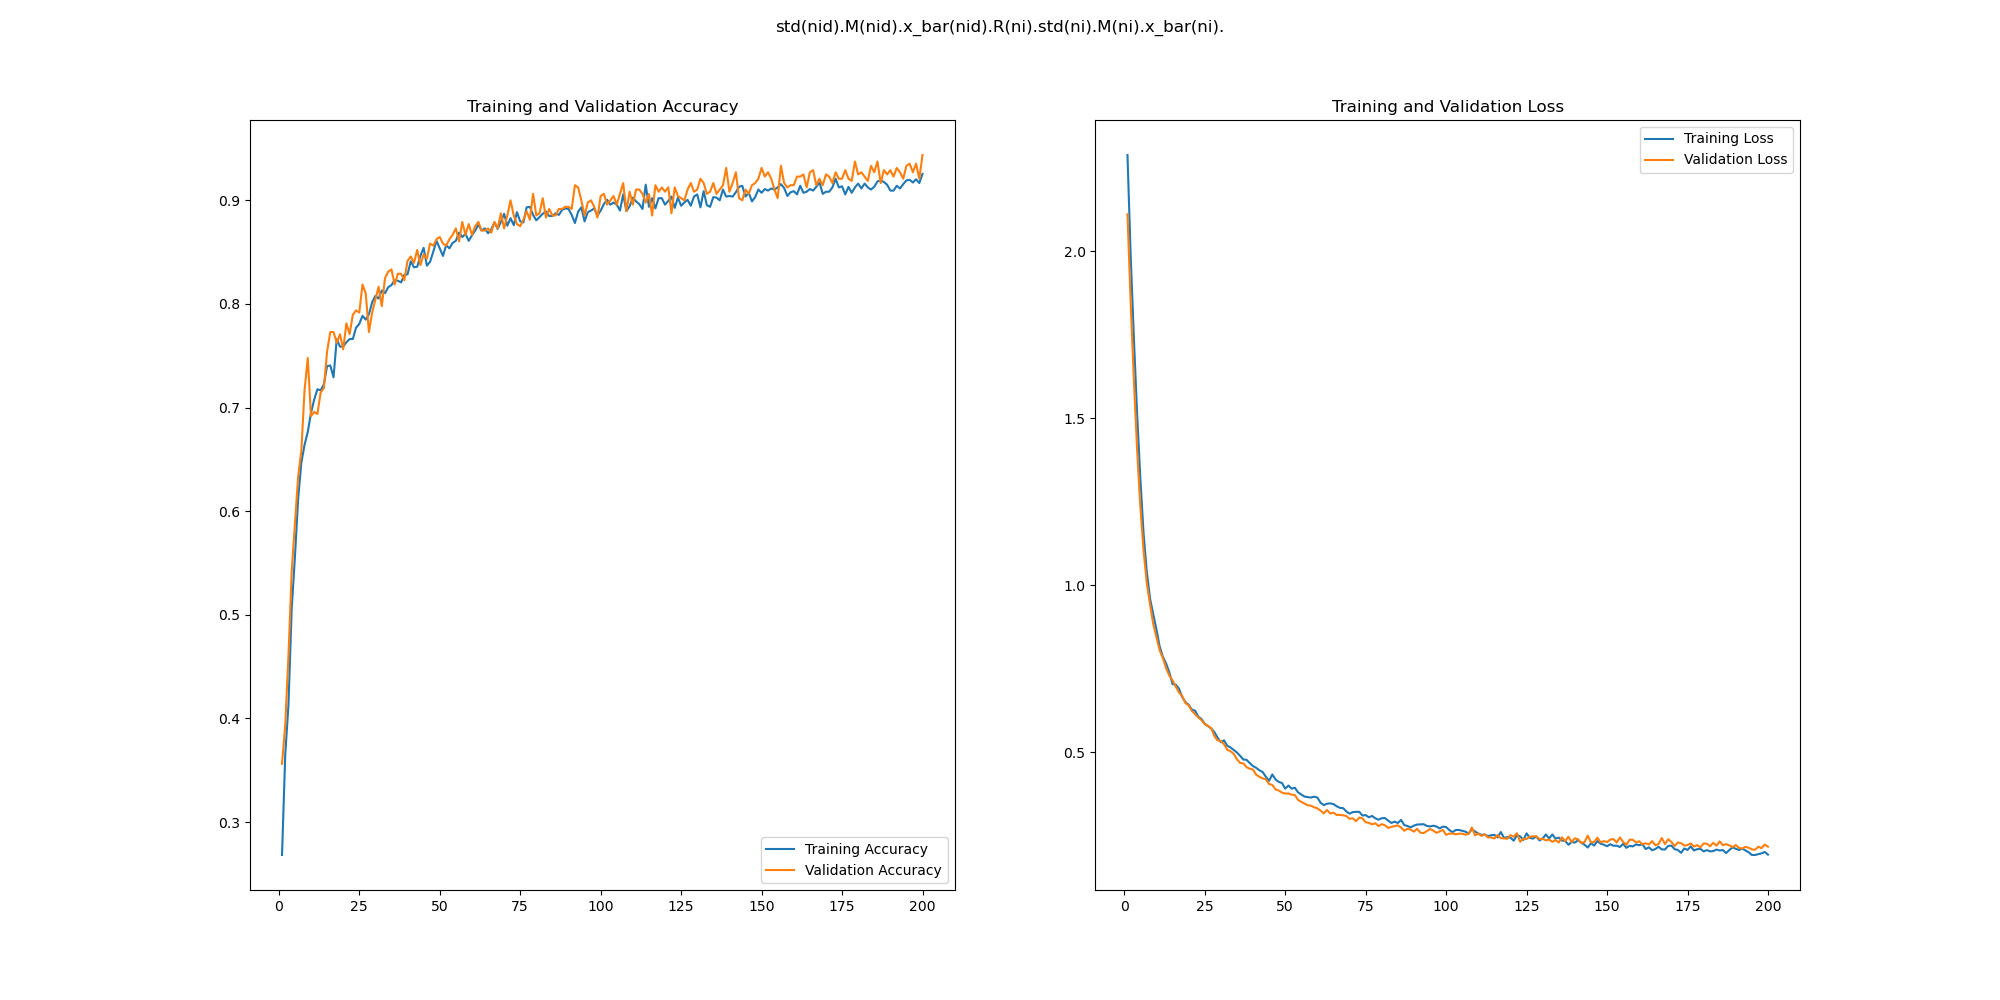 std(nid).M(nid).x_bar(nid).R(ni).std(ni).M(ni).x_bar(ni).
Training and Validation Accuracy
0.9
0.8
0.7
0.6
0.5
0.4
0.3
Training Accuracy
Validation Accuracy
0 25 50 75 100 125 150 175 200
Training and Validation Loss
Training Loss
Validation Loss
2.0
1.5
1.0
0.5
0 25 50 75 100 125 150 175 200